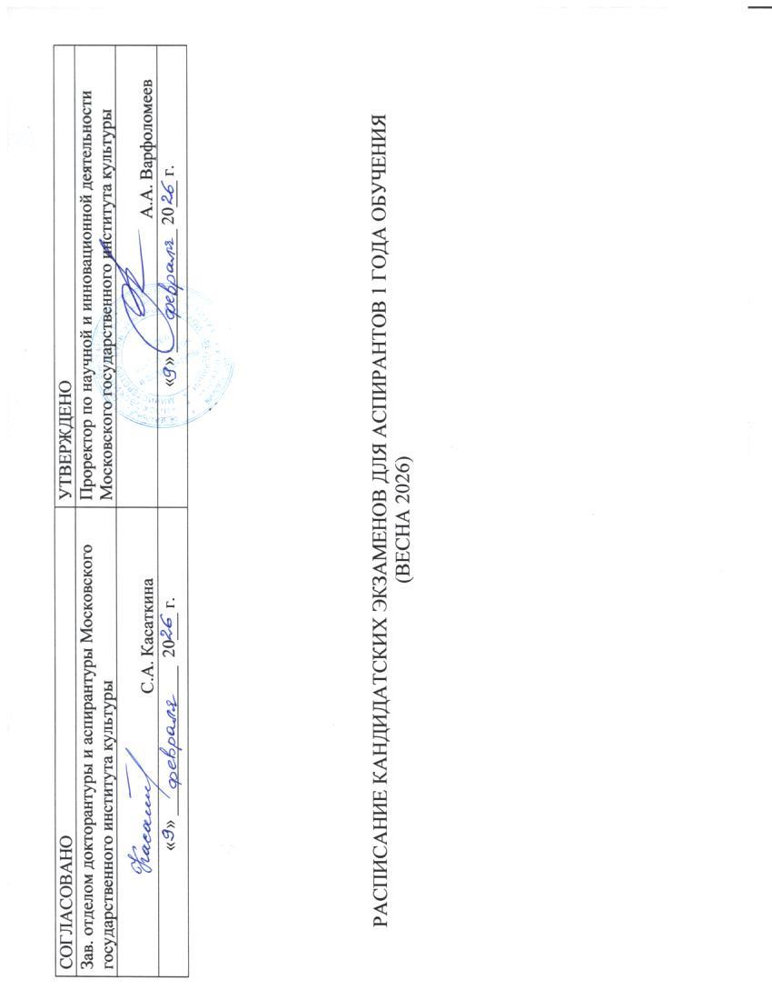 СОГЛАСОВАНО
Зав. отделом докторантуры и аспирантуры Московского
государственного института культуры
С.А. Касаткина
«9» февраля 2026 г.
УТВЕРЖДЕНО
Проректор по научной и инновационной деятельности
Московского государственного института культуры
А.А. Варфоломеев
«9» февраля 2026 г.
РАСПИСАНИЕ КАНДИДАТСКИХ ЭКЗАМЕНОВ ДЛЯ АСПИРАНТОВ 1 ГОДА ОБУЧЕНИЯ
(ВЕСНА 2026)